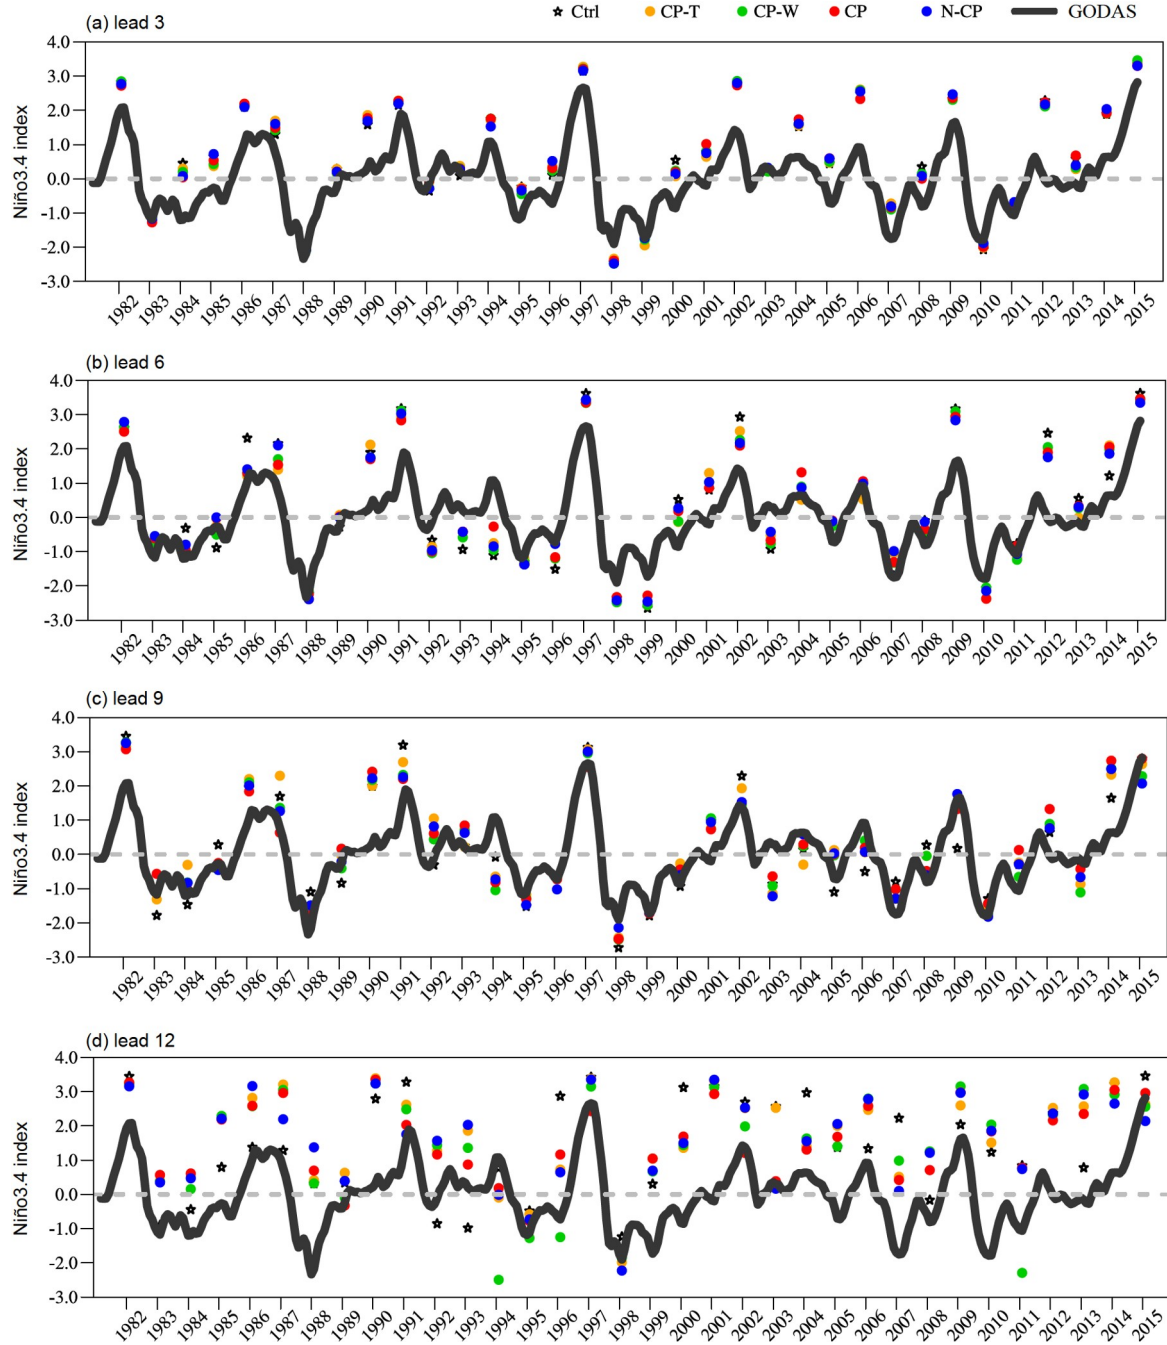 Ctrl CP-T CP-W CP N-CP GODAS
(a) lead 3
Niño3.4 index
4.0
3.0
2.0
1.0
0.0
-1.0
-2.0
-3.0
1982 1983 1984 1985 1986 1987 1988 1989 1990 1991 1992 1993 1994 1995 1996 1997 1998 1999 2000 2001 2002 2003 2004 2005 2006 2007 2008 2009 2010 2011 2012 2013 2014 2015
(b) lead 6
Niño3.4 index
4.0
3.0
2.0
1.0
0.0
-1.0
-2.0
-3.0
1982 1983 1984 1985 1986 1987 1988 1989 1990 1991 1992 1993 1994 1995 1996 1997 1998 1999 2000 2001 2002 2003 2004 2005 2006 2007 2008 2009 2010 2011 2012 2013 2014 2015
(c) lead 9
Niño3.4 index
4.0
3.0
2.0
1.0
0.0
-1.0
-2.0
-3.0
1982 1983 1984 1985 1986 1987 1988 1989 1990 1991 1992 1993 1994 1995 1996 1997 1998 1999 2000 2001 2002 2003 2004 2005 2006 2007 2008 2009 2010 2011 2012 2013 2014 2015
(d) lead 12
Niño3.4 index
4.0
3.0
2.0
1.0
0.0
-1.0
-2.0
-3.0
1982 1983 1984 1985 1986 1987 1988 1989 1990 1991 1992 1993 1994 1995 1996 1997 1998 1999 2000 2001 2002 2003 2004 2005 2006 2007 2008 2009 2010 2011 2012 2013 2014 2015